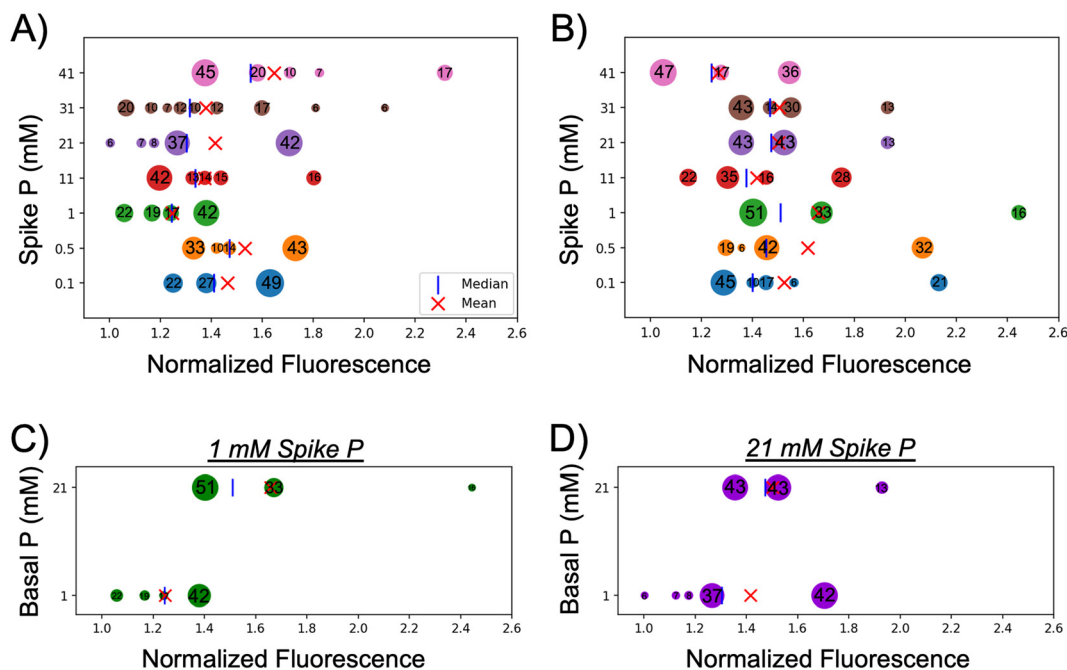 A)
B)
Spike P (mM)
41 45 20 10 7 17
31 20 10 7 12 10 12 17 6 6
21 6 7 8 37 42
11 42 13 14 15 16
1 22 19 17 42
0.5 33 10 14 43
0.1 22 27 49
Median
Mean
1.0 1.2 1.4 1.6 1.8 2.0 2.2 2.4 2.6
Normalized Fluorescence
Spike P (mM)
41 47 17 36
31 43 14 30 13
21 43 43 13
11 22 35 16 28
1 51 33 16
0.5 19 6 42 32
0.1 45 10 17 6 21
1.0 1.2 1.4 1.6 1.8 2.0 2.2 2.4 2.6
Normalized Fluorescence
C)
1 mM Spike P
Basal P (mM)
21 51 33 16
1 22 19 42
1.0 1.2 1.4 1.6 1.8 2.0 2.2 2.4 2.6
Normalized Fluorescence
D)
21 mM Spike P
Basal P (mM)
21 43 43 13
1 6 7 8 37 42
1.0 1.2 1.4 1.6 1.8 2.0 2.2 2.4 2.6
Normalized Fluorescence